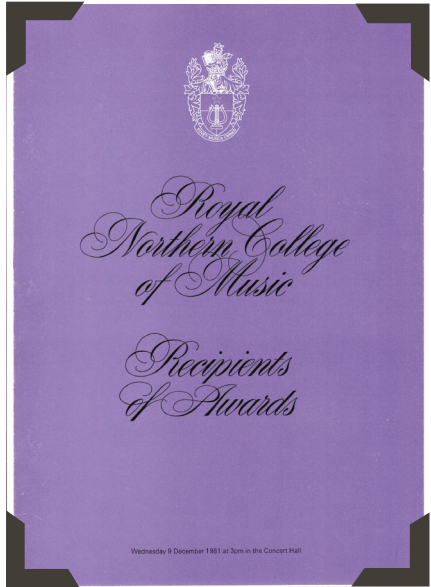 Royal
Northern College
of Music
Recipients
of Awards
Wednesday 9 December 1981 at 3pm in the Concert Hall